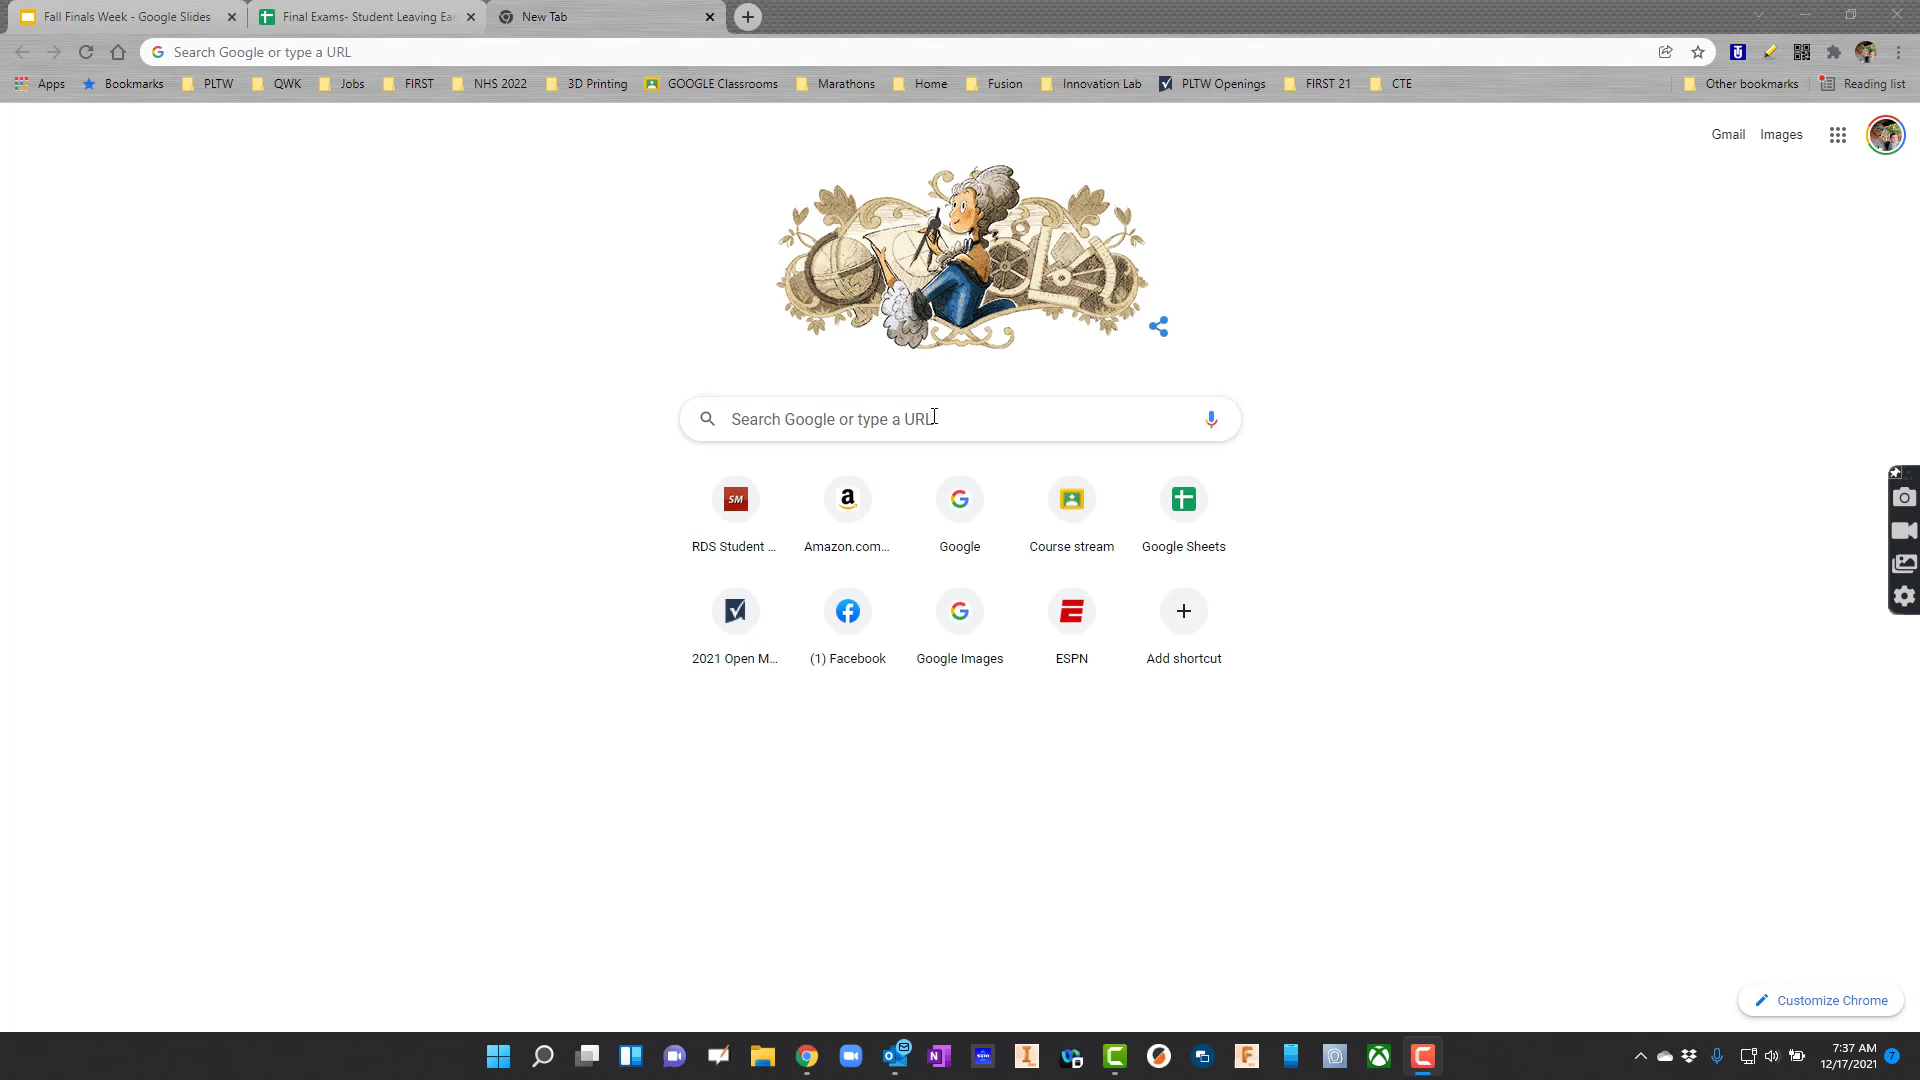 Fall Finals Week - Google Slides
Final Exams- Student Leaving Ea
New Tab
Search Google or type a URL
Apps
Bookmarks
PLTW
QWK
Jobs
FIRST
NHS 2022
3D Printing
GOOGLE Classrooms
Marathons
Home
Fusion
Innovation Lab
PLTW Openings
FIRST 21
CTE
Other bookmarks
Reading list
Gmail
Images
Search Google or type a URL
SM
a
RDS Student ...
Amazon.com...
Google
Course stream
Google Sheets
2021 Open M...
(1) Facebook
Google Images
ESPN
Add shortcut
Customize Chrome
7:37 AM
12/17/2021
7